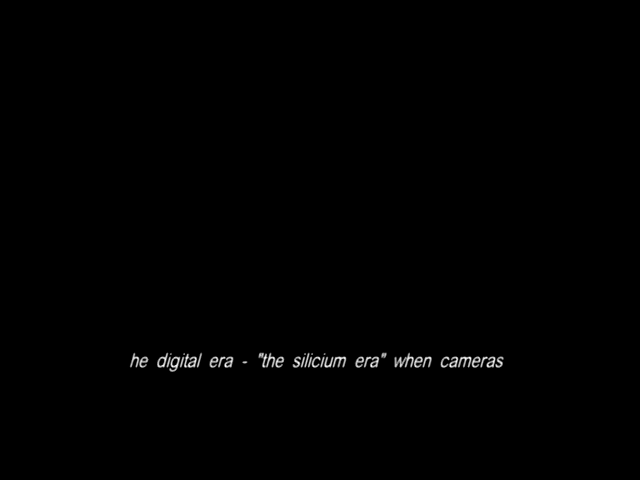 he digital era - "the silicium era" when cameras